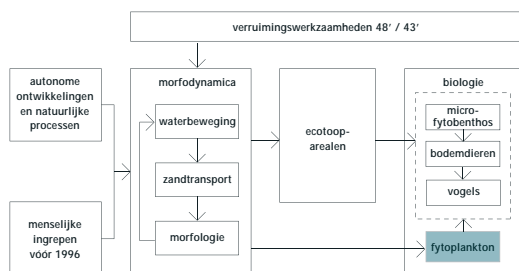 verruimingswerkzaamheden 48' / 43'
autonome
ontwikkelingen
en natuurlijke
processen
menselijke
ingrepen
vóór 1996
morfodynamica
waterbeweging
zandtransport
morfologie
ecotoop-
arealen
biologie
micro-
fytobenthos
bodemdieren
vogels
fytoplankton